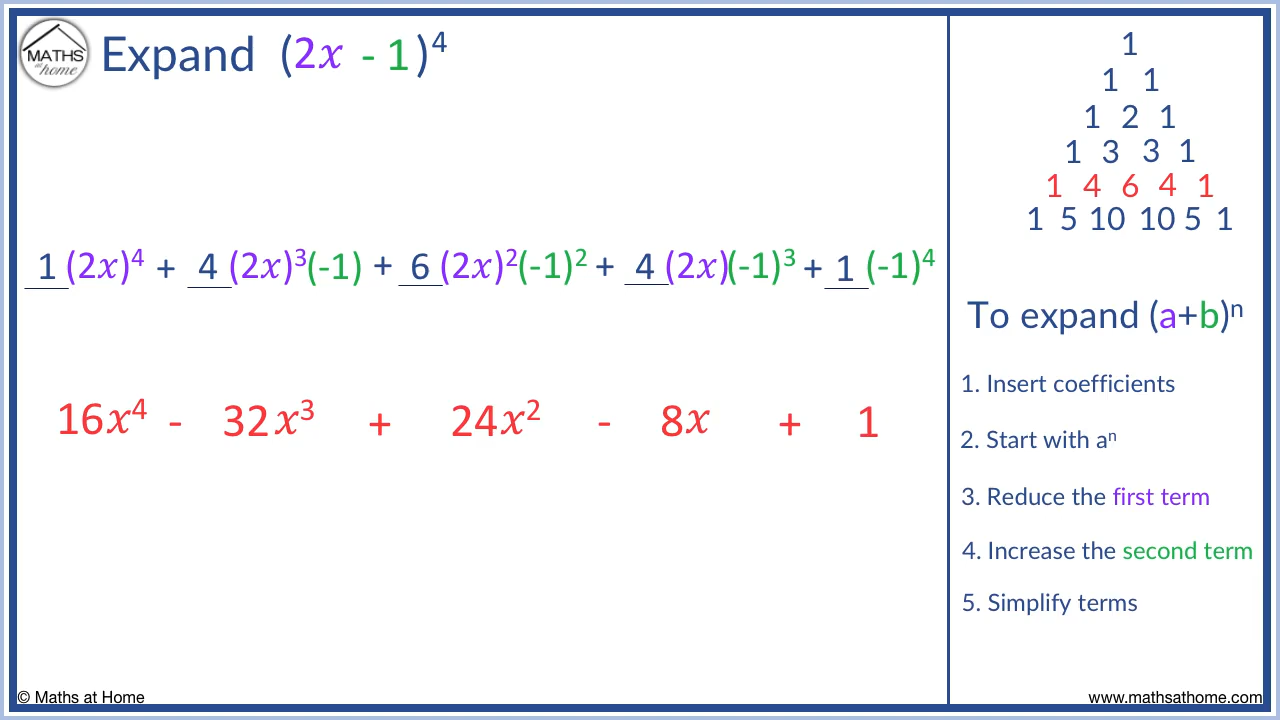 MATHS
at
home
Expand (2x - 1)⁴
1 (2x)⁴ + 4 (2x)³(-1) + 6 (2x)²(-1)² + 4 (2x)(-1)³ + 1 (-1)⁴
16x⁴ - 32x³ + 24x² - 8x + 1
1
1 1
1 2 1
1 3 3 1
1 4 6 4 1
1 5 10 10 5 1
To expand (a+b)ⁿ
1. Insert coefficients
2. Start with aⁿ
3. Reduce the first term
4. Increase the second term
5. Simplify terms
© Maths at Home
www.mathsathome.com